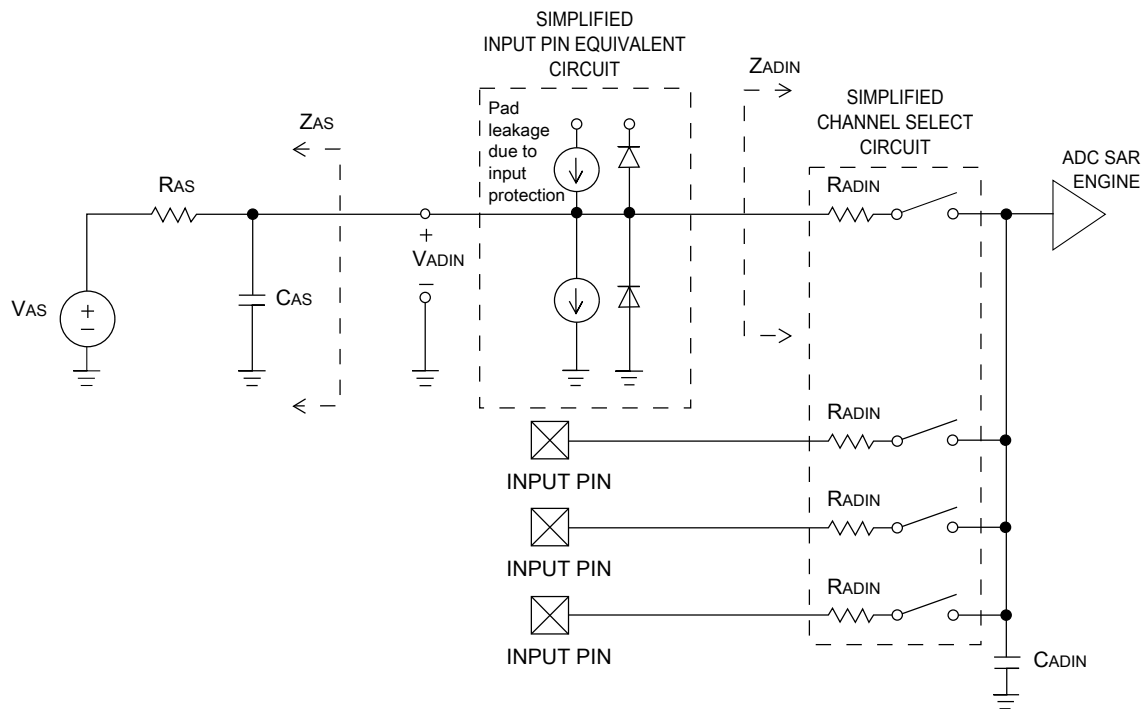 SIMPLIFIED
INPUT PIN EQUIVALENT
CIRCUIT
ZADIN
Pad
leakage
due to
input
protection
SIMPLIFIED
CHANNEL SELECT
CIRCUIT
ZAS
ADC SAR
ENGINE
RAS
RADIN
+
VADIN
–
CAS
VAS
+
–
RADIN
INPUT PIN
RADIN
INPUT PIN
RADIN
INPUT PIN
CADIN